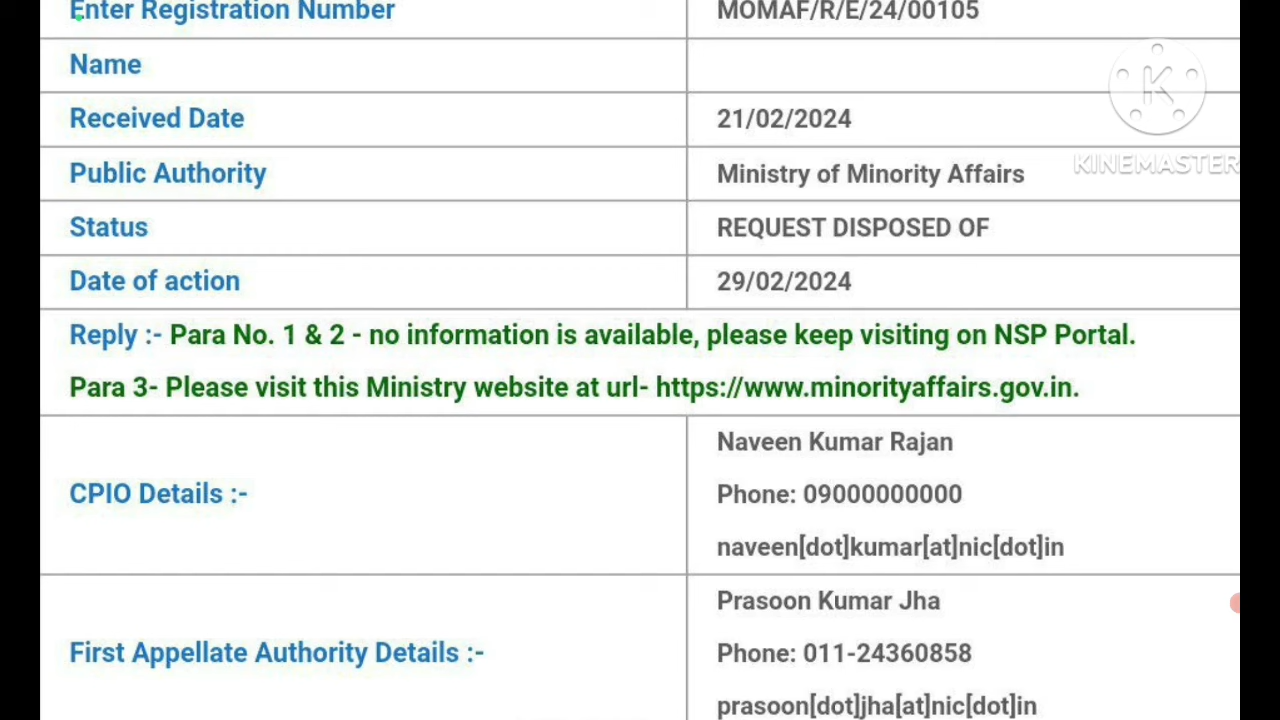 Enter Registration Number MOMAF/R/E/24/00105
Name
Received Date 21/02/2024
Public Authority Ministry of Minority Affairs
KINEMASTER
Status REQUEST DISPOSED OF
Date of action 29/02/2024
Reply :- Para No. 1 & 2 - no information is available, please keep visiting on NSP Portal.
Para 3- Please visit this Ministry website at url- https://www.minorityaffairs.gov.in.
Naveen Kumar Rajan
CPIO Details :- Phone: 09000000000
naveen[dot]kumar[at]nic[dot]in
Prasoon Kumar Jha
First Appellate Authority Details :- Phone: 011-24360858
prasoon[dot]jha[at]nic[dot]in